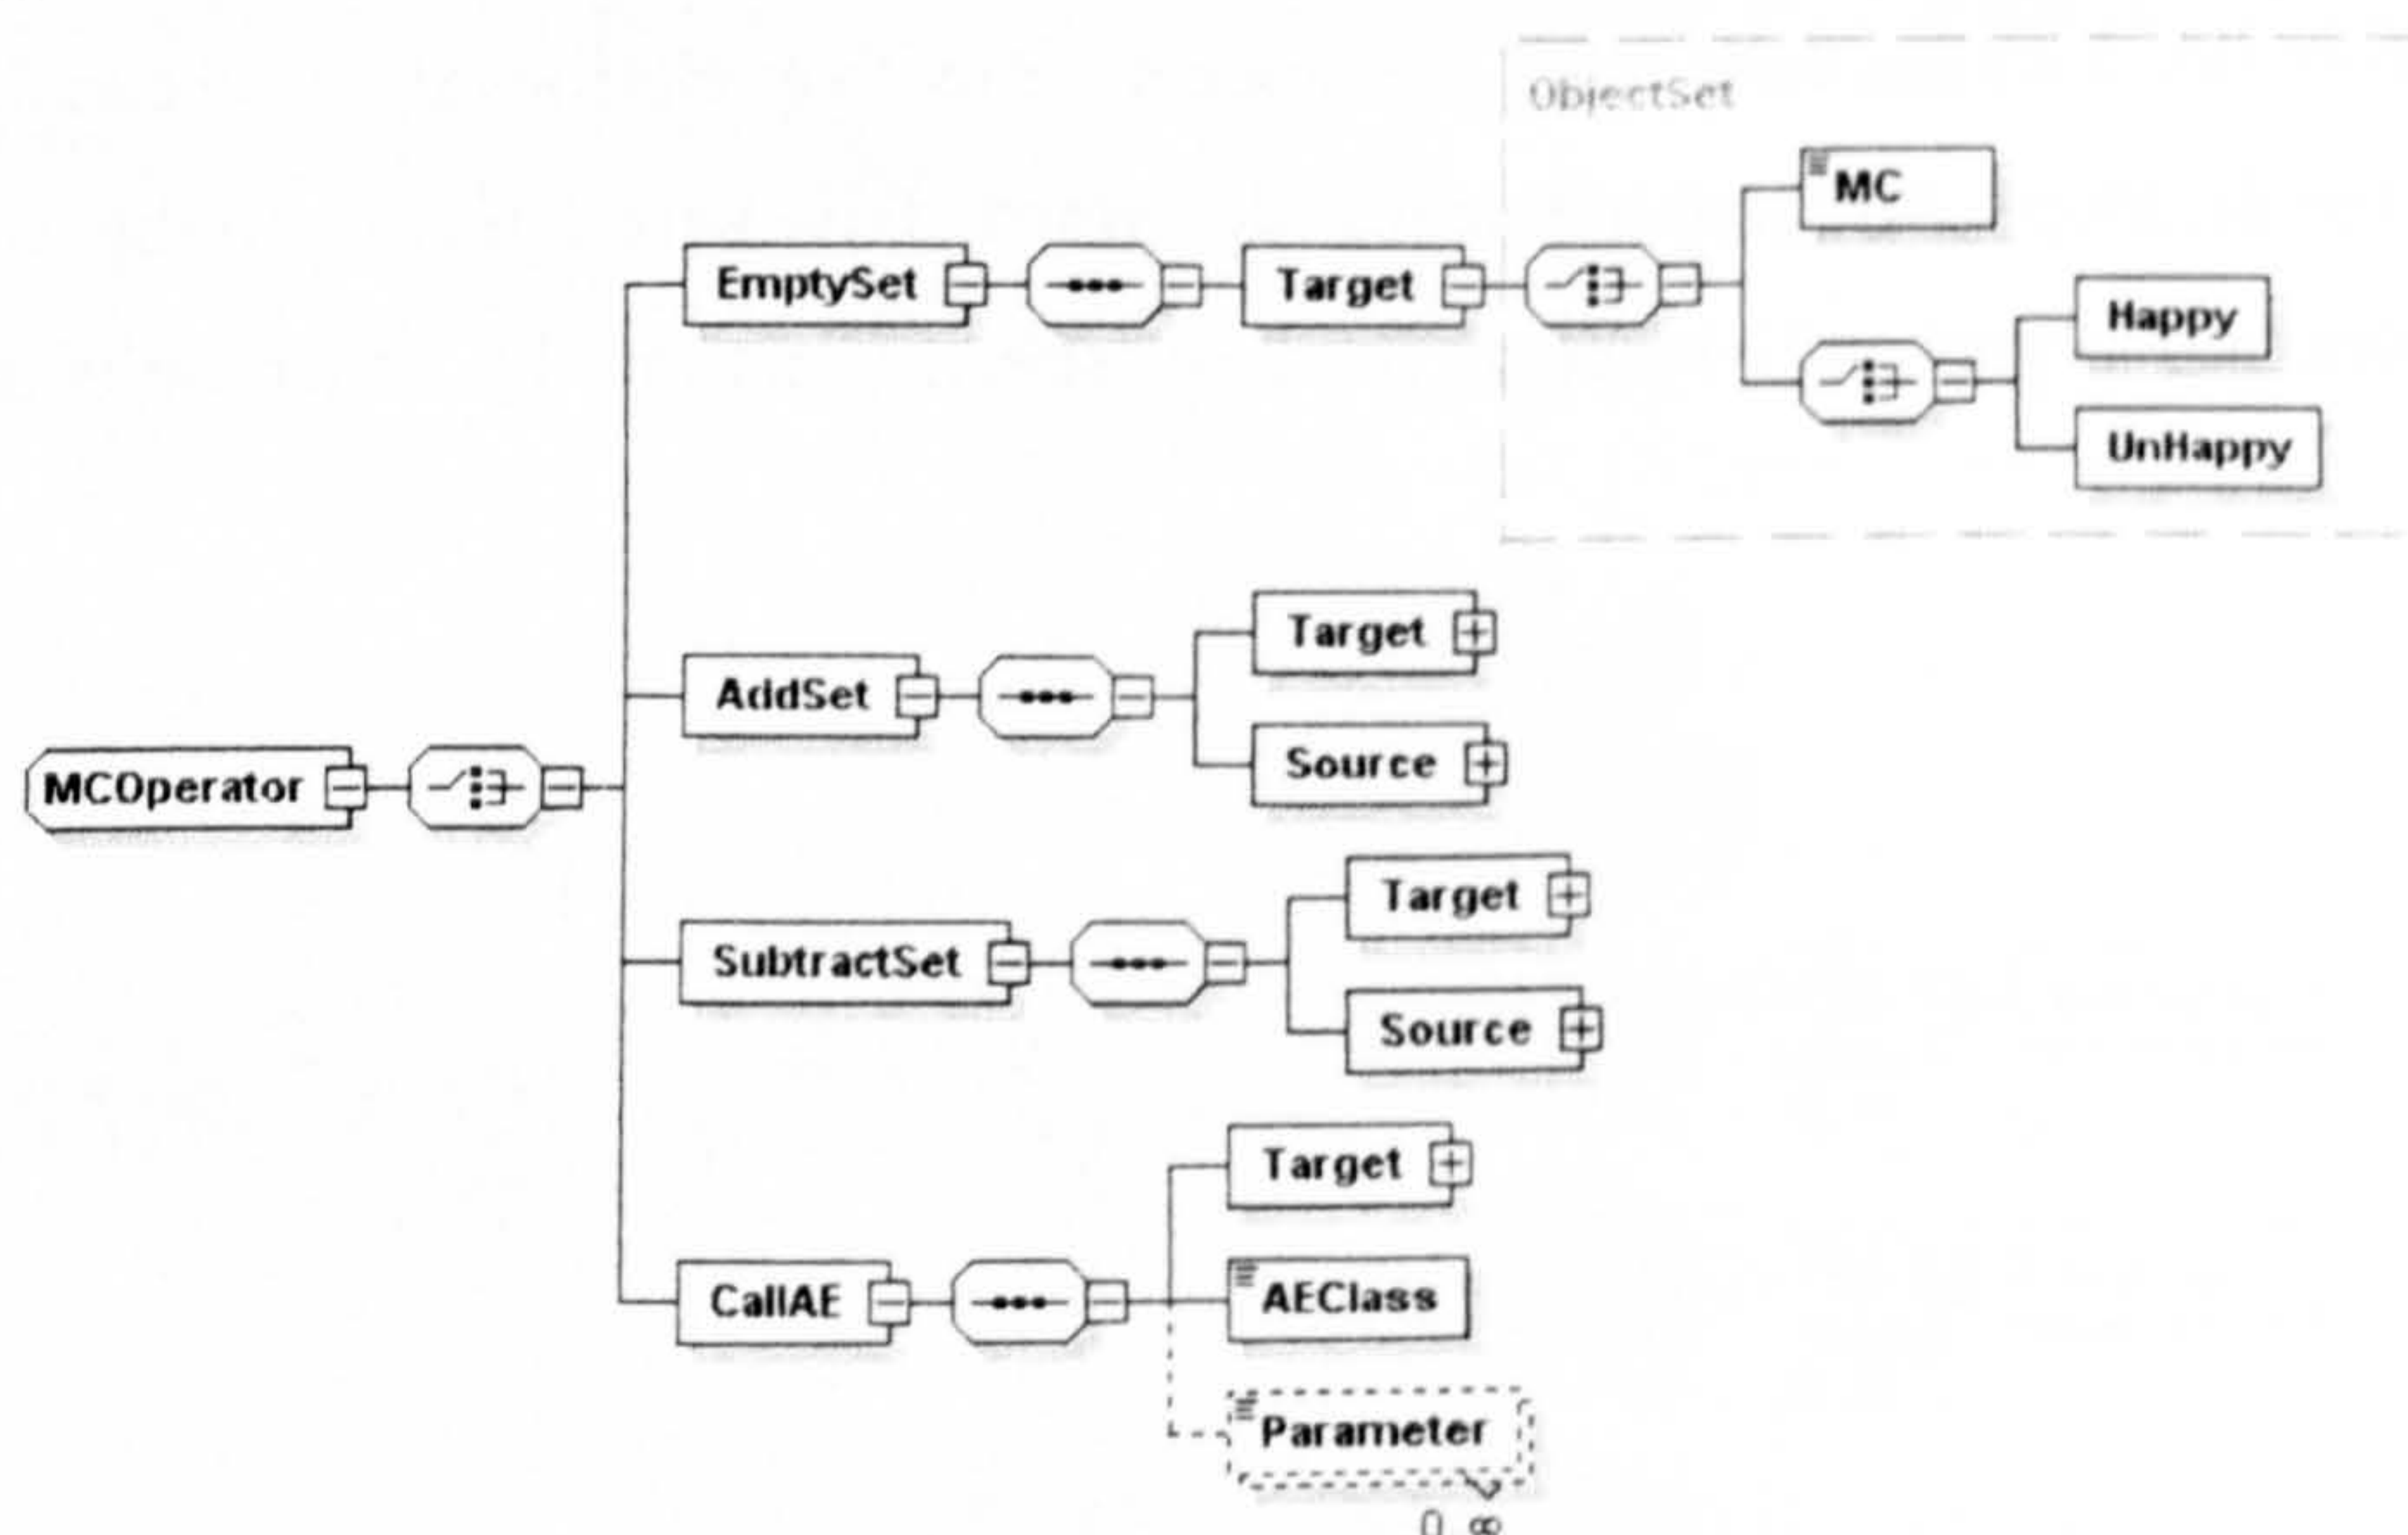 ObjectSet
MC
EmptySet
Target
Happy
UnHappy
Target
AddSet
Source
MCOperator
Target
SubtractSet
Source
Target
CallAE
AEClass
Parameter
0 ∞